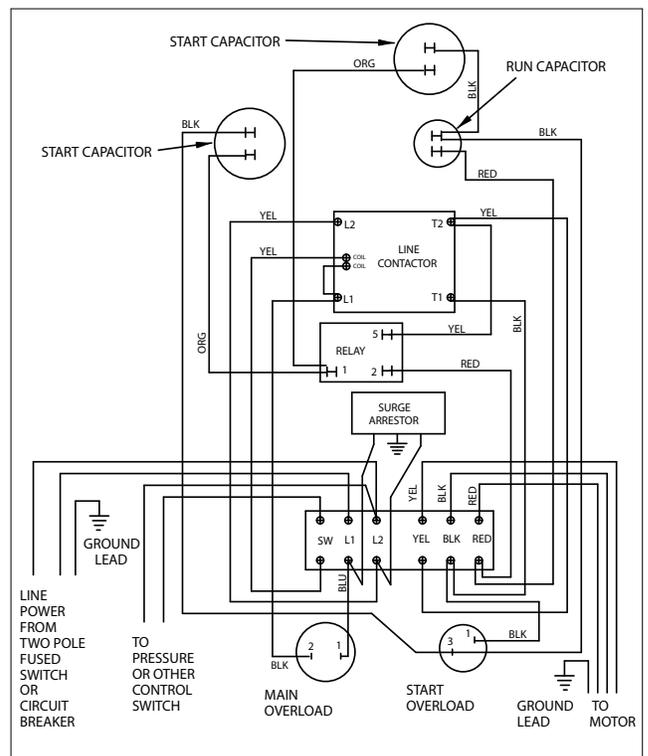 START CAPACITOR
ORG
BLK
RUN CAPACITOR
BLK
START CAPACITOR
BLK
RED
YEL
L2
T2
YEL
YEL
COIL
COIL
LINE
CONTACTOR
L1
T1
BLK
ORG
5
YEL
RELAY
1
2
RED
SURGE
ARRESTOR
YEL
BLK
RED
SW
L1
L2
YEL
BLK
RED
GROUND
LEAD
BLU
LINE
POWER
FROM
TWO POLE
FUSED
SWITCH
OR
CIRCUIT
BREAKER
TO
PRESSURE
OR OTHER
CONTROL
SWITCH
2
1
BLK
MAIN
OVERLOAD
3
1
BLK
START
OVERLOAD
GROUND
LEAD
TO
MOTOR